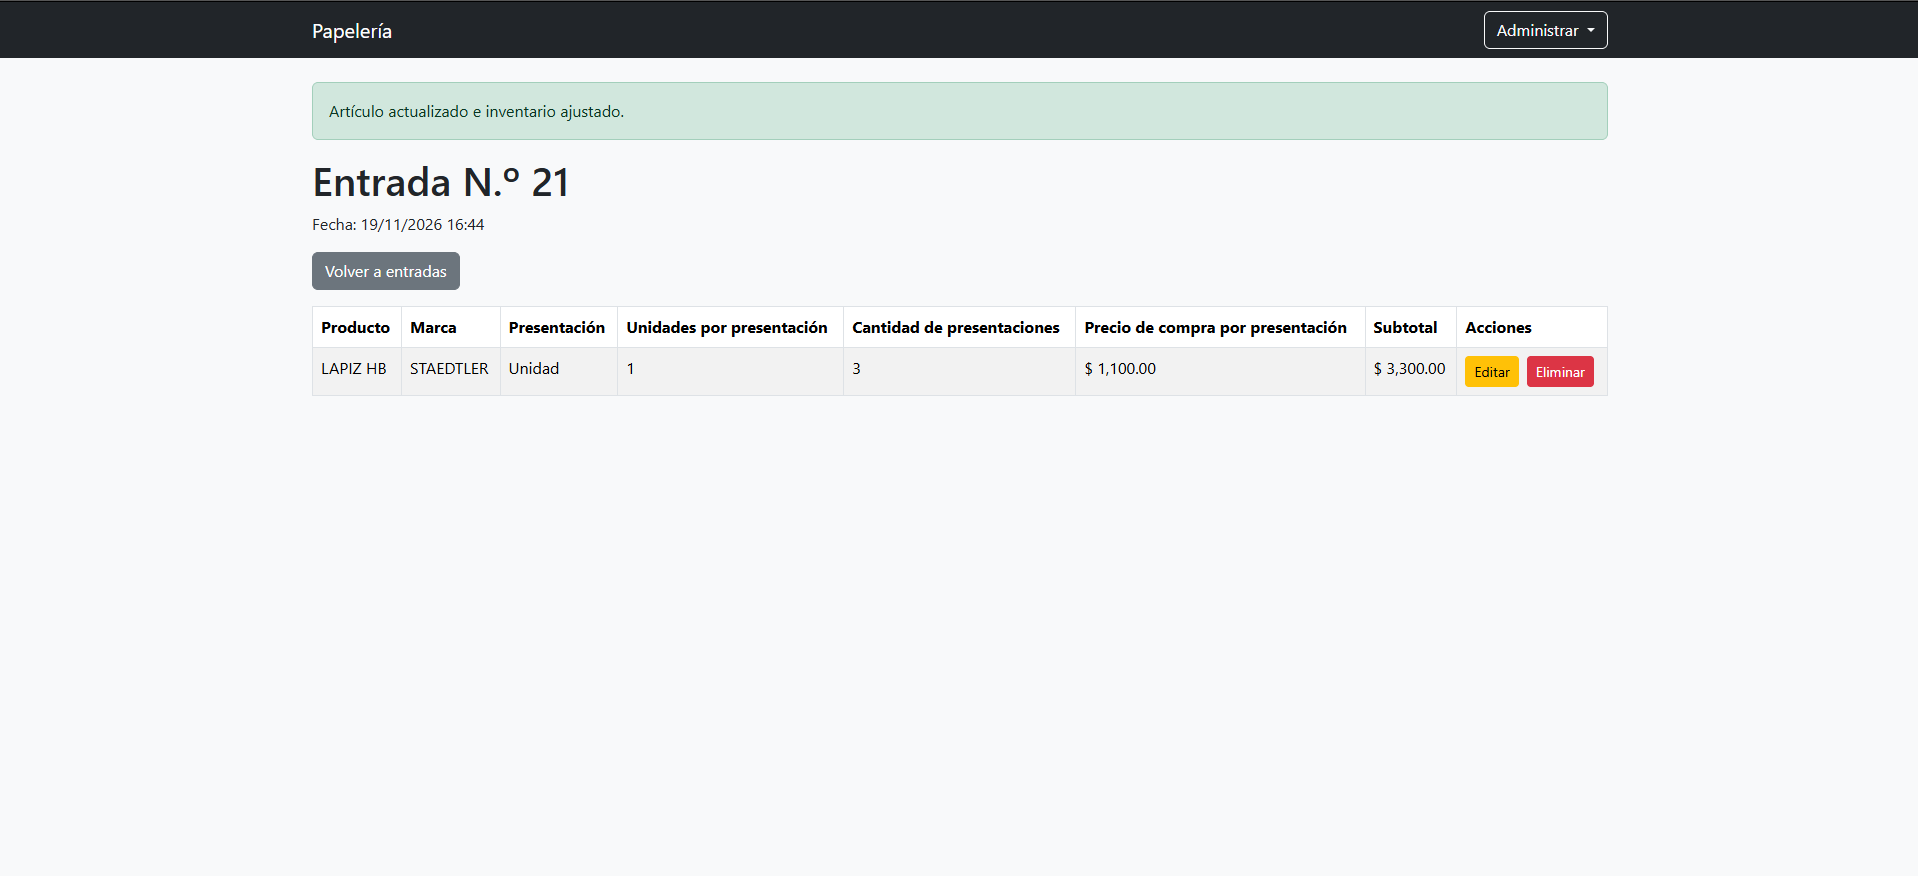 Papelería
Administrar
Artículo actualizado e inventario ajustado.
Entrada N.º 21
Fecha: 19/11/2026 16:44
Volver a entradas
Producto Marca Presentación Unidades por presentación Cantidad de presentaciones Precio de compra por presentación Subtotal Acciones
LAPIZ HB STAEDTLER Unidad 1 3 $ 1,100.00 $ 3,300.00 Editar Eliminar